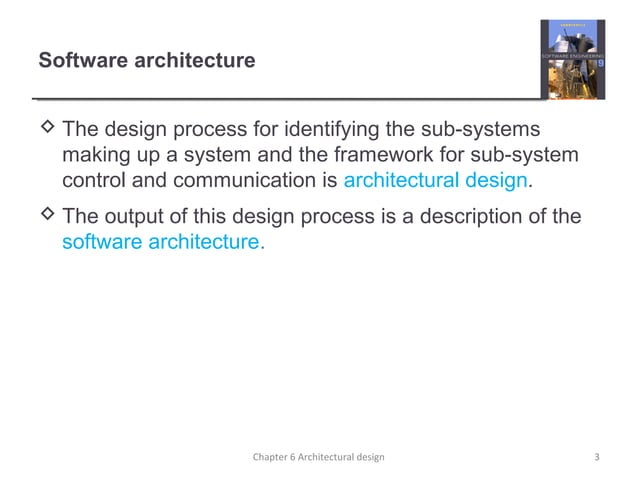 Software architecture
SOMMERVILLE
SOFTWARE ENGINEERING
9
❖ The design process for identifying the sub-systems
making up a system and the framework for sub-system
control and communication is architectural design.
❖ The output of this design process is a description of the
software architecture.
Chapter 6 Architectural design
3